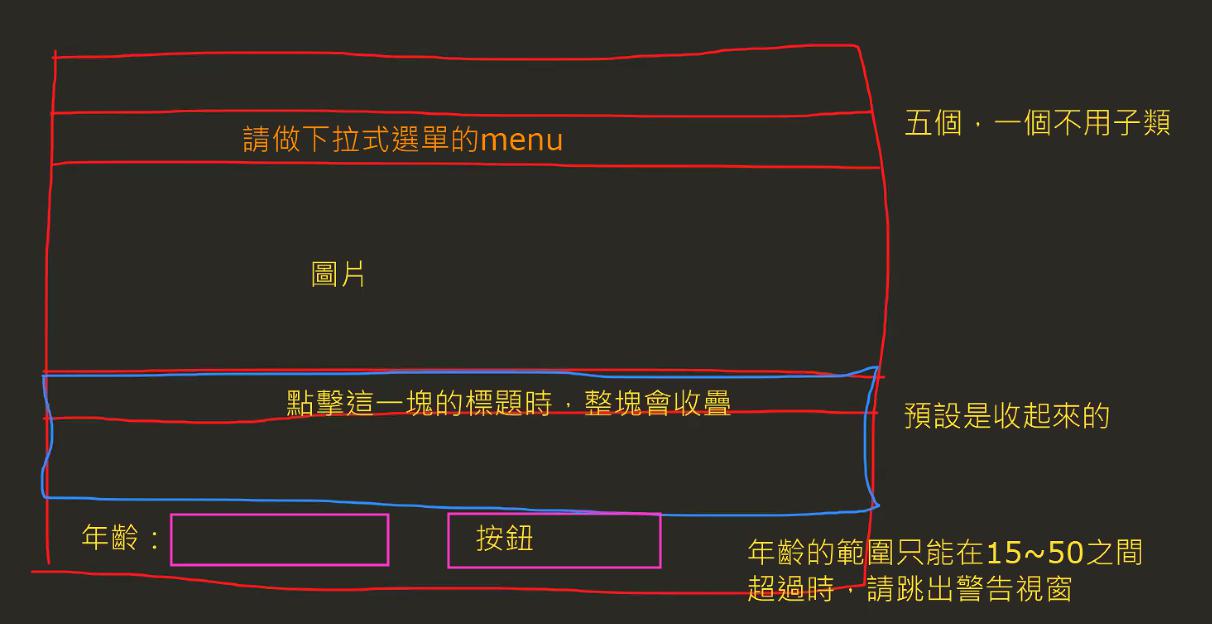 五個，一個不用子類
請做下拉式選單的menu
圖片
點擊這一塊的標題時，整塊會收疊
預設是收起來的
年齡：
按鈕
年齡的範圍只能在15~50之間
超過時，請跳出警告視窗